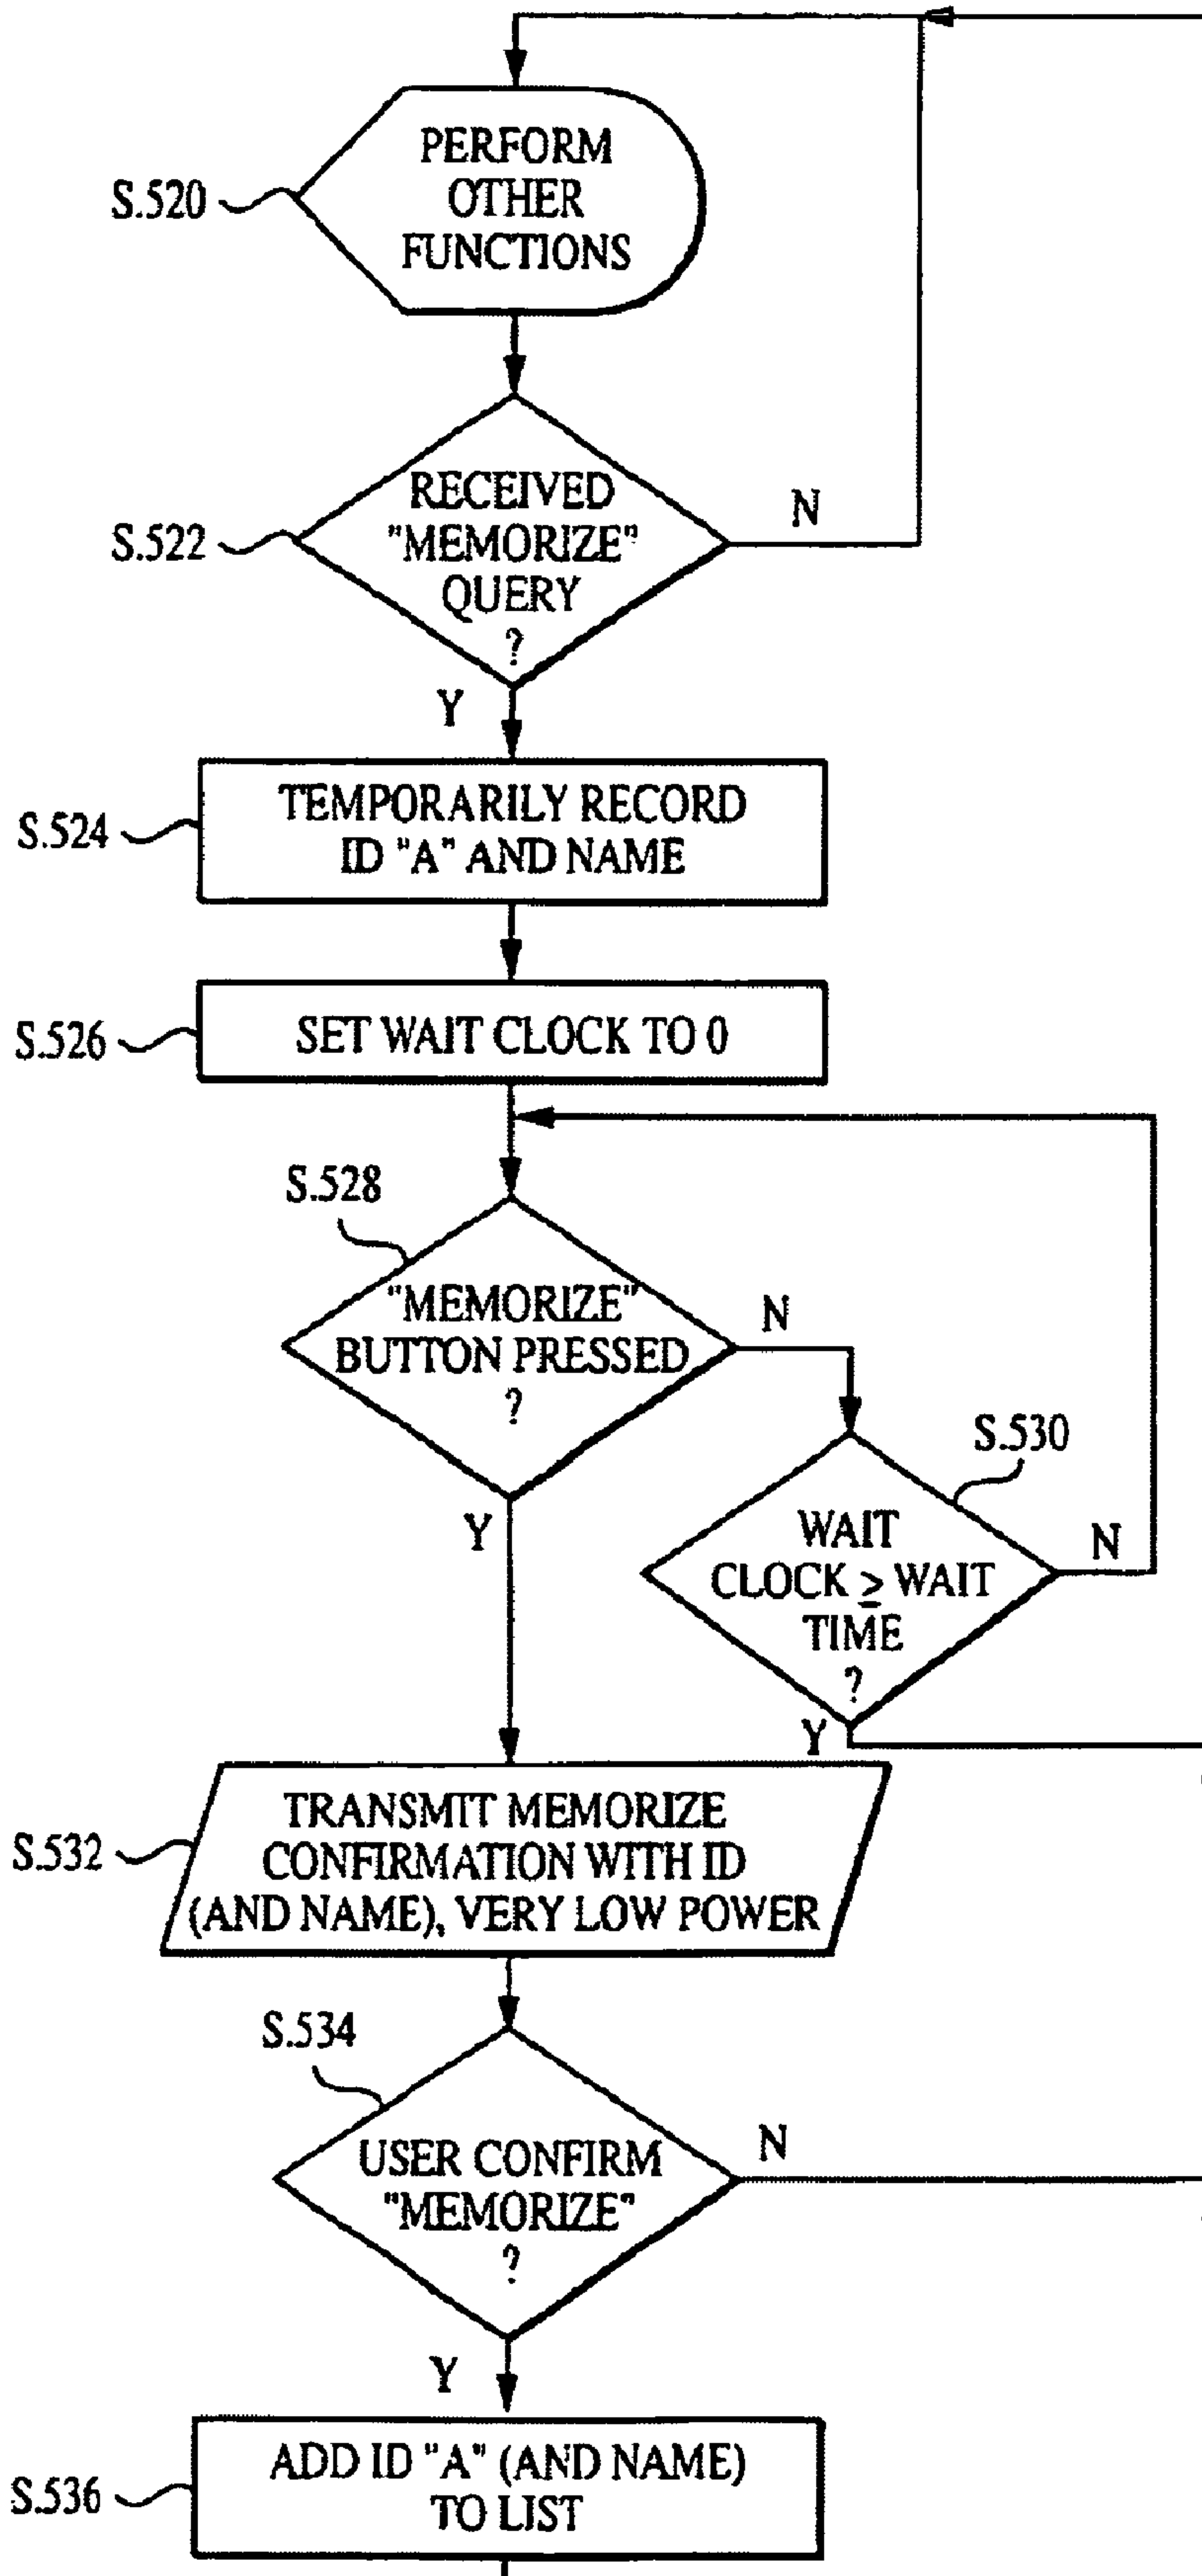 PERFORM
OTHER
FUNCTIONS
S.520
RECEIVED
"MEMORIZE"
QUERY
?
S.522
N
Y
TEMPORARILY RECORD
ID "A" AND NAME
S.524
SET WAIT CLOCK TO 0
S.526
S.528
"MEMORIZE"
BUTTON PRESSED
?
N
Y
S.530
WAIT
CLOCK ≥ WAIT
TIME
?
N
Y
TRANSMIT MEMORIZE
CONFIRMATION WITH ID
(AND NAME), VERY LOW POWER
S.532
S.534
USER CONFIRM
"MEMORIZE"
?
N
Y
ADD ID "A" (AND NAME)
TO LIST
S.536